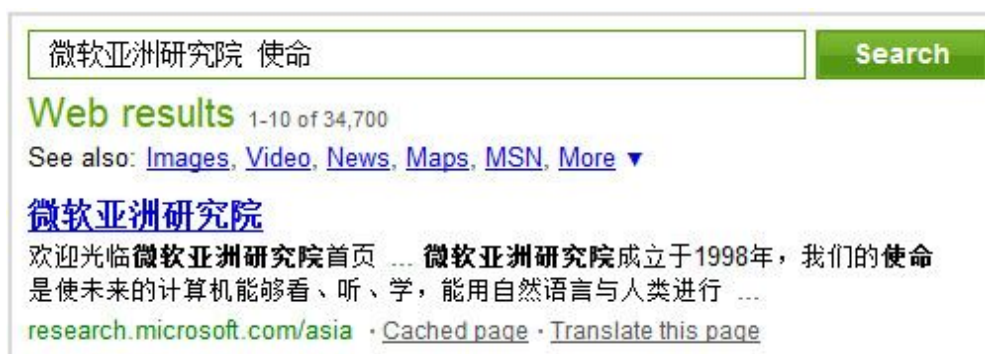 微软亚洲研究院 使命
Search
Web results 1-10 of 34,700
See also: Images, Video, News, Maps, MSN, More ▼
微软亚洲研究院
欢迎光临微软亚洲研究院首页 ... 微软亚洲研究院成立于1998年，我们的使命
是使未来的计算机能够看、听、学，能用自然语言与人类进行 ...
research.microsoft.com/asia · Cached page · Translate this page